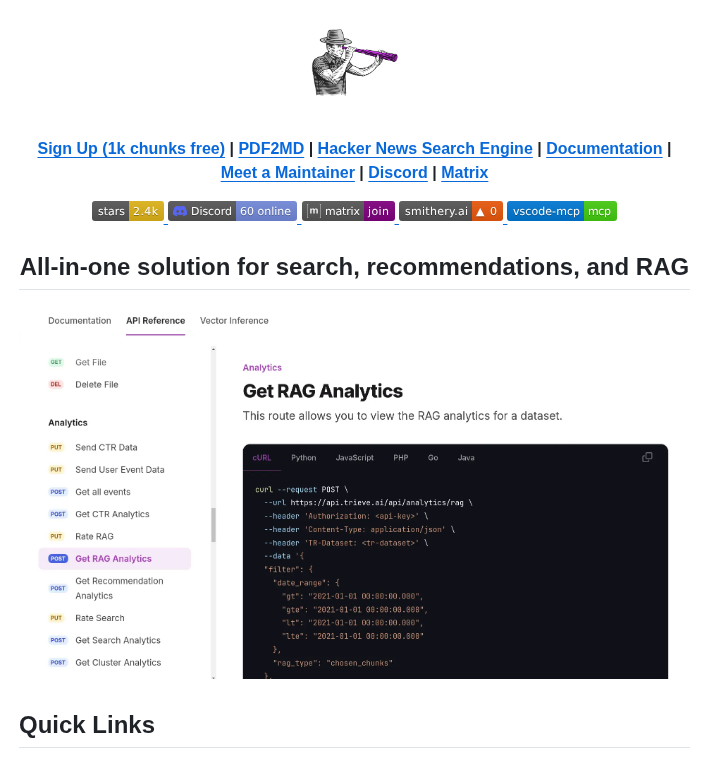 Sign Up (1k chunks free) | PDF2MD | Hacker News Search Engine | Documentation |
Meet a Maintainer | Discord | Matrix
stars 2.4k Discord 60 online [m] matrix join smithery.ai ▲ 0 vscode-mcp mcp
All-in-one solution for search, recommendations, and RAG
Documentation API Reference Vector Inference
GET Get File
DEL Delete File
Analytics
PUT Send CTR Data
PUT Send User Event Data
POST Get all events
POST Get CTR Analytics
PUT Rate RAG
POST Get RAG Analytics
POST Get Recommendation
Analytics
PUT Rate Search
POST Get Search Analytics
POST Get Cluster Analytics
Analytics
Get RAG Analytics
This route allows you to view the RAG analytics for a dataset.
cURL Python JavaScript PHP Go Java
curl --request POST \
--url https://api.trieve.ai/api/analytics/rag \
--header 'Authorization: <api-key>' \
--header 'Content-Type: application/json' \
--header 'TR-Dataset: <tr-dataset>' \
--data '{
"filter": {
"date_range": {
"gt": "2021-01-01 00:00:00.000",
"gte": "2021-01-01 00:00:00.000",
"lt": "2021-01-01 00:00:00.000",
"lte": "2021-01-01 00:00:00.000"
},
"rag_type": "chosen_chunks"
},
Quick Links